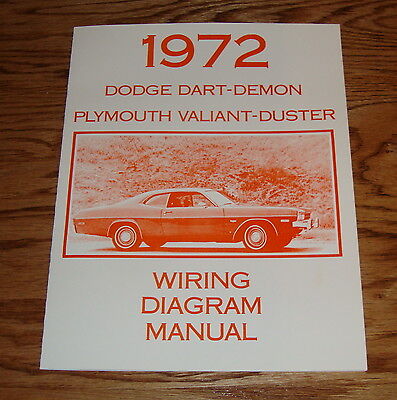 1972
DODGE DART-DEMON
PLYMOUTH VALIANT-DUSTER
WIRING
DIAGRAM
MANUAL